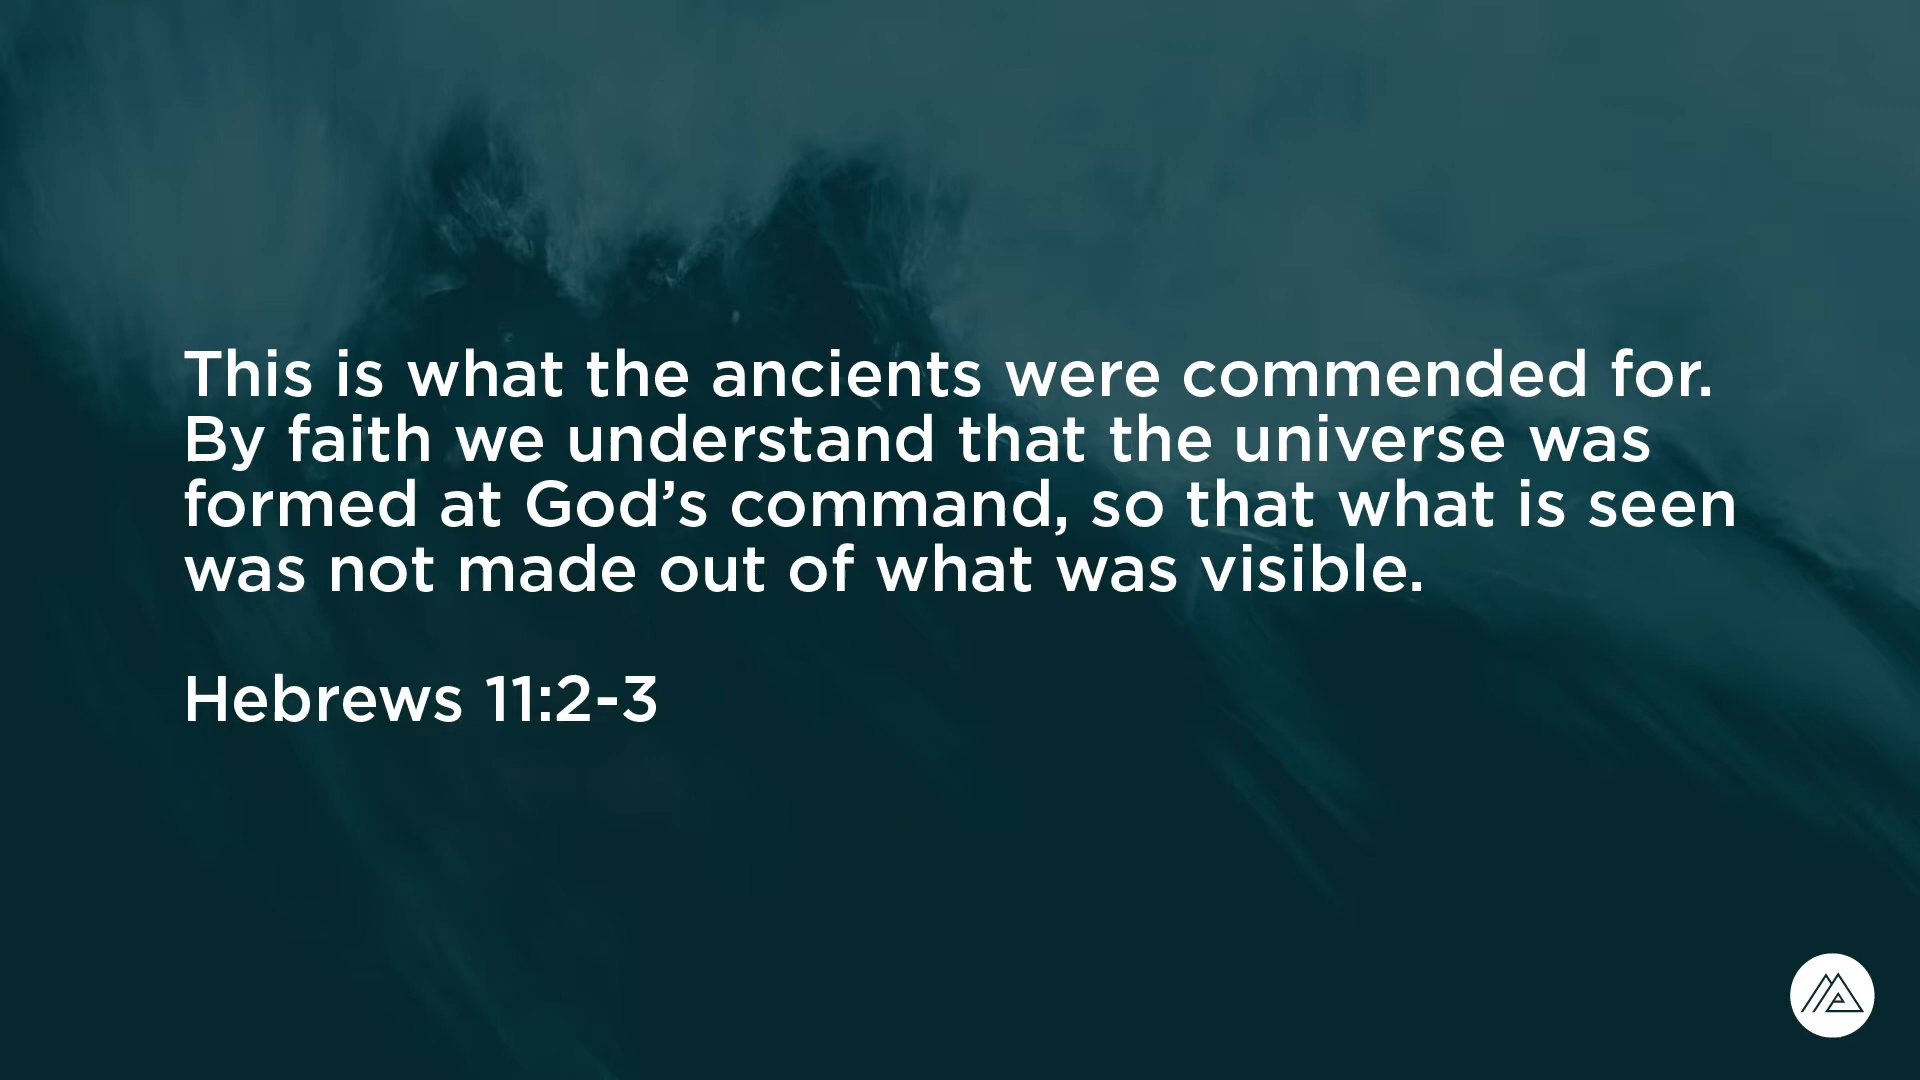 This is what the ancients were commended for.
By faith we understand that the universe was
formed at God’s command, so that what is seen
was not made out of what was visible.
Hebrews 11:2-3